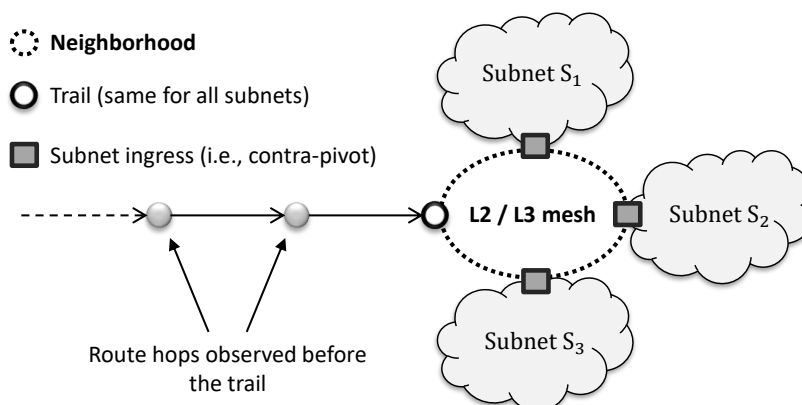 Neighborhood
Trail (same for all subnets)
Subnet ingress (i.e., contra-pivot)
Subnet S₁
L2 / L3 mesh
Subnet S₂
Subnet S₃
Route hops observed before
the trail